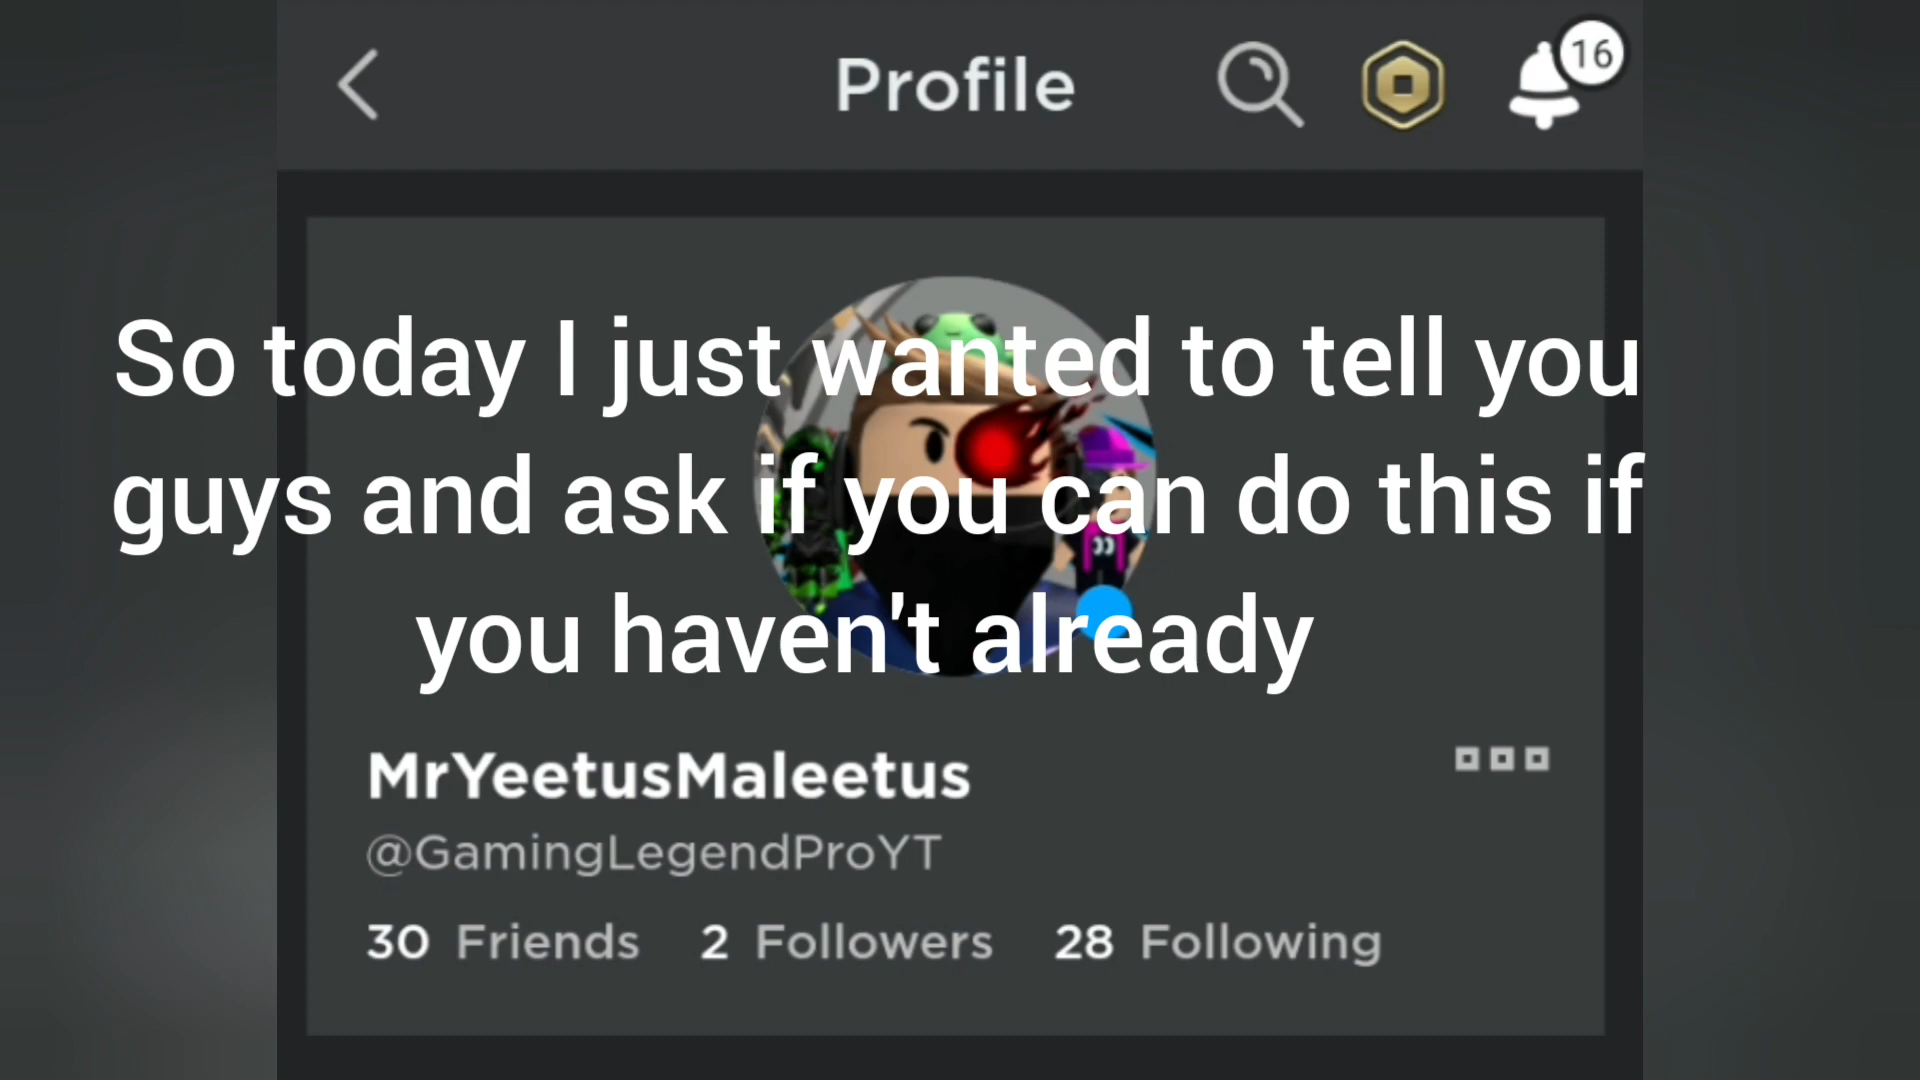 Profile
16
So today I just wanted to tell you
guys and ask if you can do this if
you haven't already
MrYeetusMaleetus
@GamingLegendProYT
30 Friends 2 Followers 28 Following